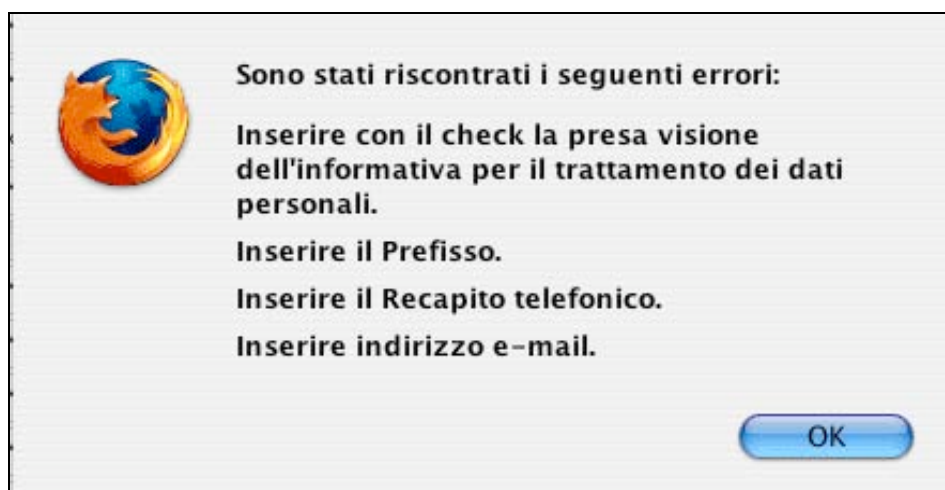 Sono stati riscontrati i seguenti errori:
Inserire con il check la presa visione
dell'informativa per il trattamento dei dati
personali.
Inserire il Prefisso.
Inserire il Recapito telefonico.
Inserire indirizzo e-mail.
OK